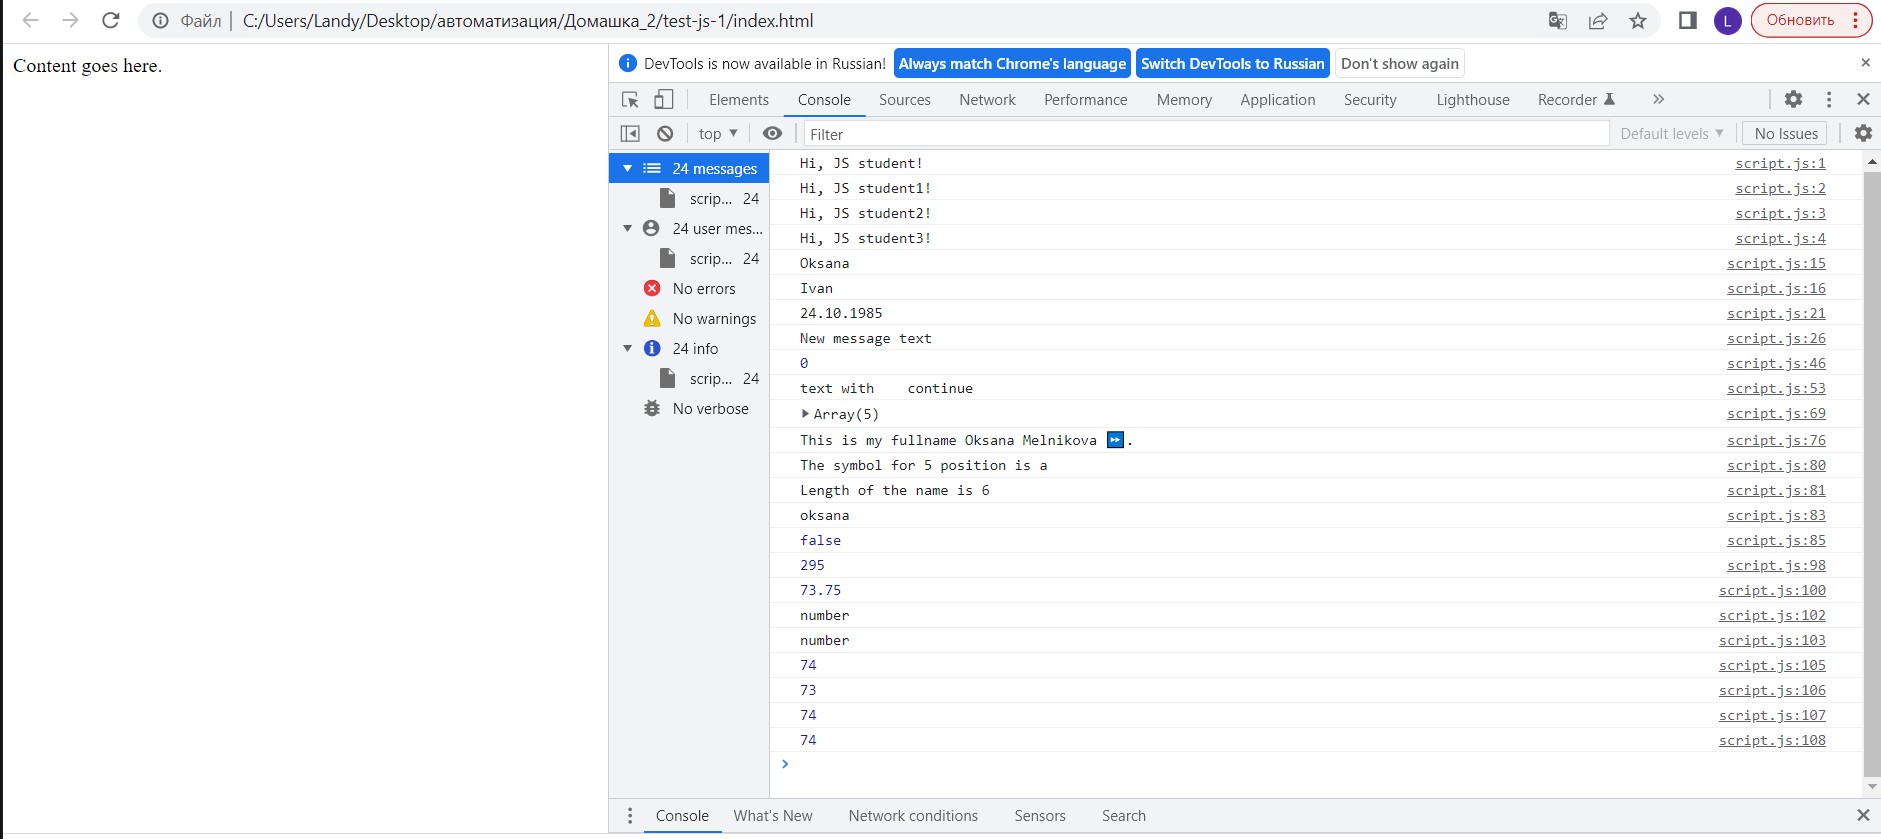 Файл C:/Users/Landy/Desktop/автоматизация/Домашка_2/test-js-1/index.html L Обновить
Content goes here.
DevTools is now available in Russian! Always match Chrome's language Switch DevTools to Russian Don't show again
Elements Console Sources Network Performance Memory Application Security Lighthouse Recorder
top Filter Default levels No Issues
24 messages
scrip... 24
24 user mes...
scrip... 24
No errors
No warnings
24 info
scrip... 24
No verbose
Hi, JS student! script.js:1
Hi, JS student1! script.js:2
Hi, JS student2! script.js:3
Hi, JS student3! script.js:4
Oksana script.js:15
Ivan script.js:16
24.10.1985 script.js:21
New message text script.js:26
0 script.js:46
text with    continue script.js:53
Array(5) script.js:69
This is my fullname Oksana Melnikova ⏩. script.js:76
The symbol for 5 position is a script.js:80
Length of the name is 6 script.js:81
oksana script.js:83
false script.js:85
295 script.js:98
73.75 script.js:100
number script.js:102
number script.js:103
74 script.js:105
73 script.js:106
74 script.js:107
74 script.js:108
Console What's New Network conditions Sensors Search